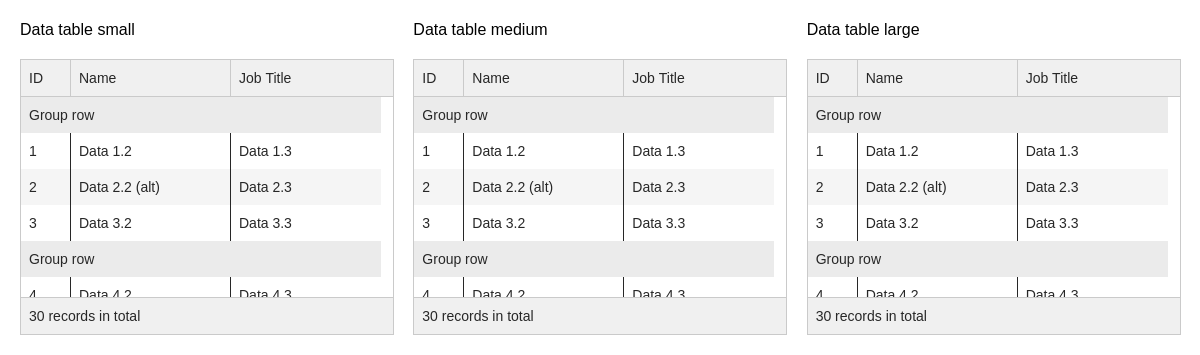 Data table small
ID Name Job Title
Group row
1 Data 1.2 Data 1.3
2 Data 2.2 (alt) Data 2.3
3 Data 3.2 Data 3.3
Group row
4 Data 4.2 Data 4.3
30 records in total
Data table medium
ID Name Job Title
Group row
1 Data 1.2 Data 1.3
2 Data 2.2 (alt) Data 2.3
3 Data 3.2 Data 3.3
Group row
4 Data 4.2 Data 4.3
30 records in total
Data table large
ID Name Job Title
Group row
1 Data 1.2 Data 1.3
2 Data 2.2 (alt) Data 2.3
3 Data 3.2 Data 3.3
Group row
4 Data 4.2 Data 4.3
30 records in total